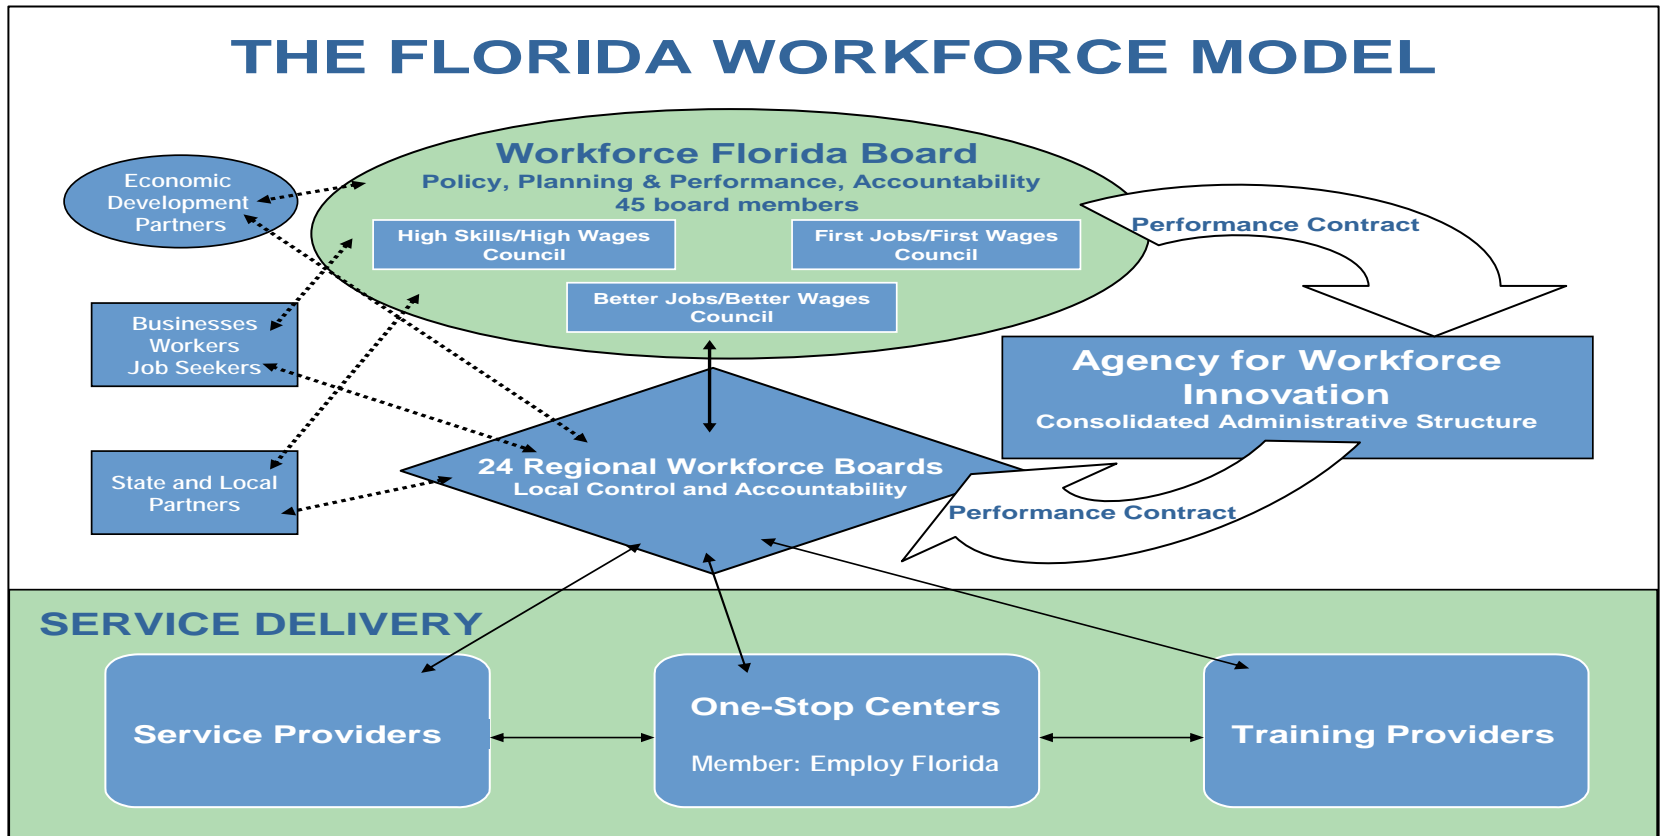 THE FLORIDA WORKFORCE MODEL
Workforce Florida Board
Policy, Planning & Performance, Accountability
45 board members
High Skills/High Wages
Council
First Jobs/First Wages
Council
Better Jobs/Better Wages
Council
Economic
Development
Partners
Businesses
Workers
Job Seekers
State and Local
Partners
Performance Contract
Agency for Workforce
Innovation
Consolidated Administrative Structure
24 Regional Workforce Boards
Local Control and Accountability
Performance Contract
SERVICE DELIVERY
Service Providers
One-Stop Centers
Member: Employ Florida
Training Providers